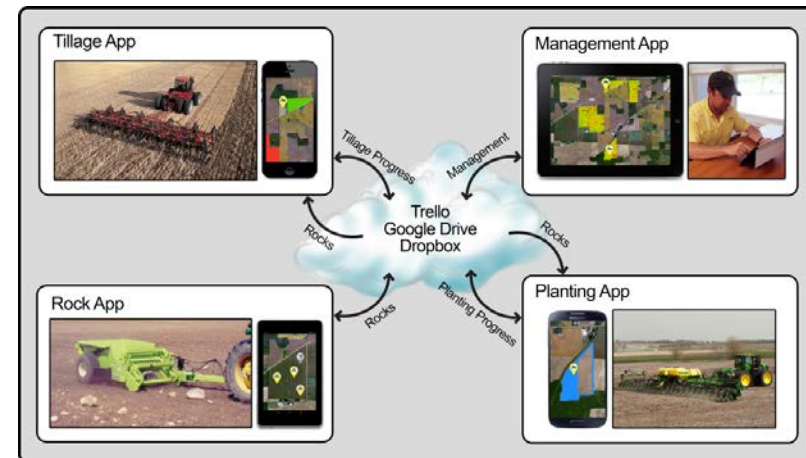 Tillage App
Management App
Tillage Progress
Management
Trello
Google Drive
Dropbox
Rocks
Rocks
Rock App
Rocks
Planting Progress
Planting App